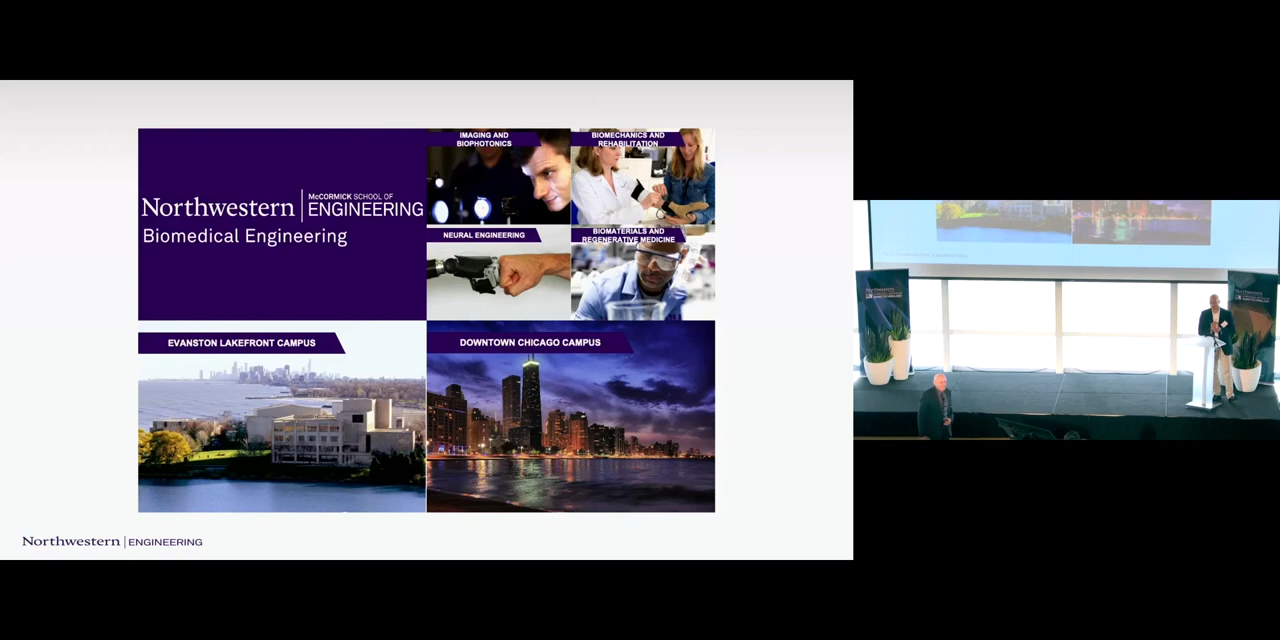 Northwestern
McCORMICK SCHOOL OF
ENGINEERING
Biomedical Engineering
IMAGING AND
BIOPHOTONICS
BIOMECHANICS AND
REHABILITATION
NEURAL ENGINEERING
BIOMATERIALS AND
REGENERATIVE MEDICINE
EVANSTON LAKEFRONT CAMPUS
DOWNTOWN CHICAGO CAMPUS
Northwestern | ENGINEERING
Northwestern